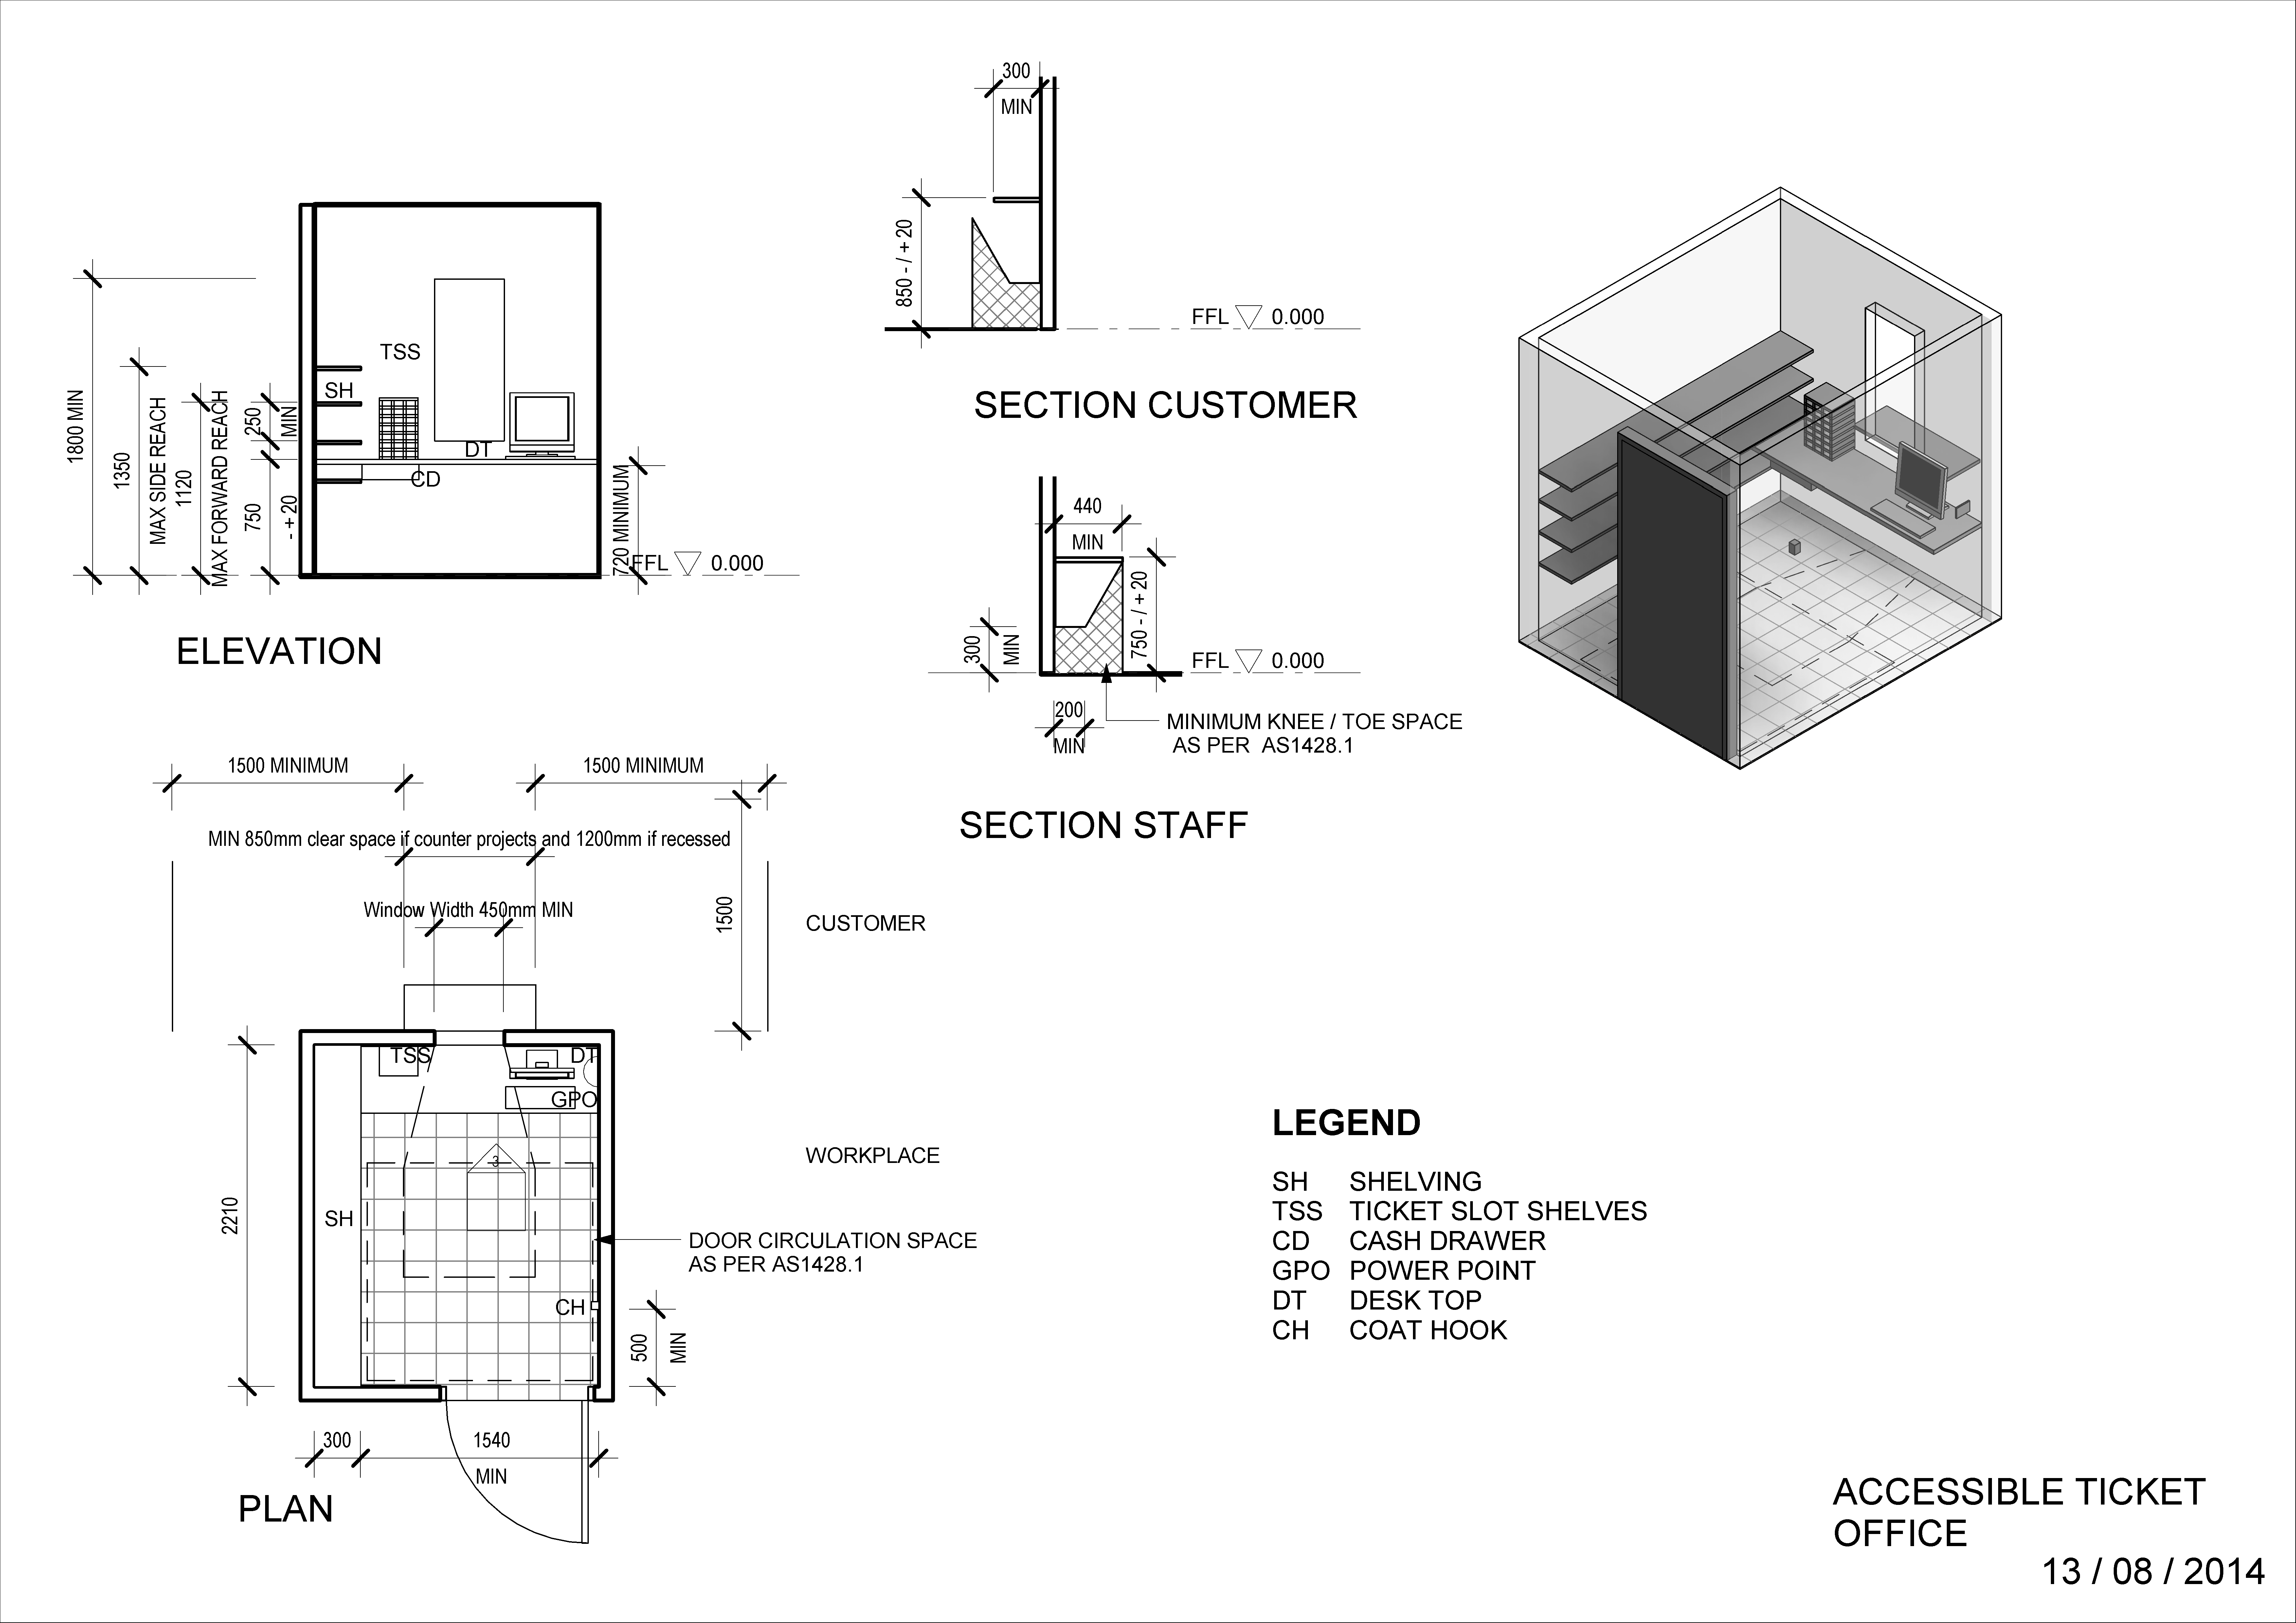 300
MIN
850 - / + 20
FFL 0.000
SECTION CUSTOMER
1800 MIN
1350
MAX SIDE REACH
1120
MAX FORWARD REACH
250
MIN
750
- + 20
TSS
SH
DT
CD
720 MINIMUM
FFL 0.000
ELEVATION
440
MIN
300
MIN
750 - / + 20
FFL 0.000
200
MIN
MINIMUM KNEE / TOE SPACE
AS PER AS1428.1
SECTION STAFF
1500 MINIMUM
1500 MINIMUM
MIN 850mm clear space if counter projects and 1200mm if recessed
Window Width 450mm MIN
1500
CUSTOMER
TSS
DT
GPO
3
WORKPLACE
2210
SH
DOOR CIRCULATION SPACE
AS PER AS1428.1
CH
500
MIN
300
1540
MIN
PLAN
LEGEND
SH SHELVING
TSS TICKET SLOT SHELVES
CD CASH DRAWER
GPO POWER POINT
DT DESK TOP
CH COAT HOOK
ACCESSIBLE TICKET
OFFICE
13 / 08 / 2014